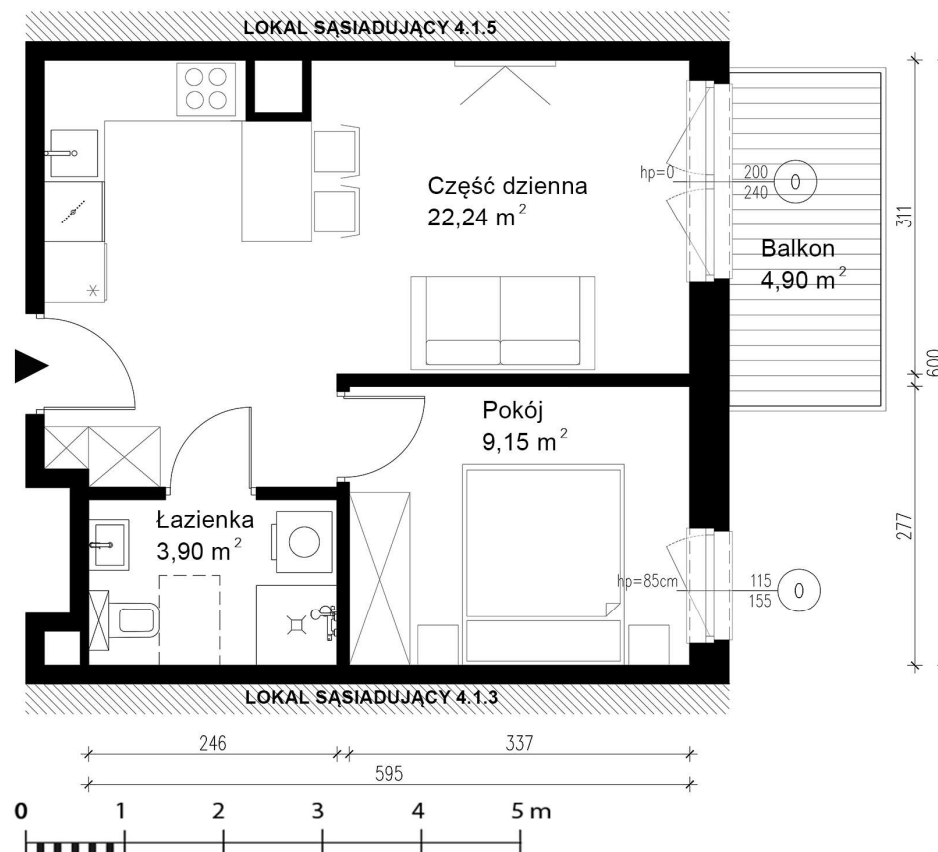 LOKAL SĄSIADUJĄCY 4.1.5
Część dzienna
22,24 m²
hp=0
200
240
0
Balkon
4,90 m²
311
600
Pokój
9,15 m²
277
Łazienka
3,90 m²
hp=85cm
115
155
0
LOKAL SĄSIADUJĄCY 4.1.3
246
337
595
0 1 2 3 4 5 m